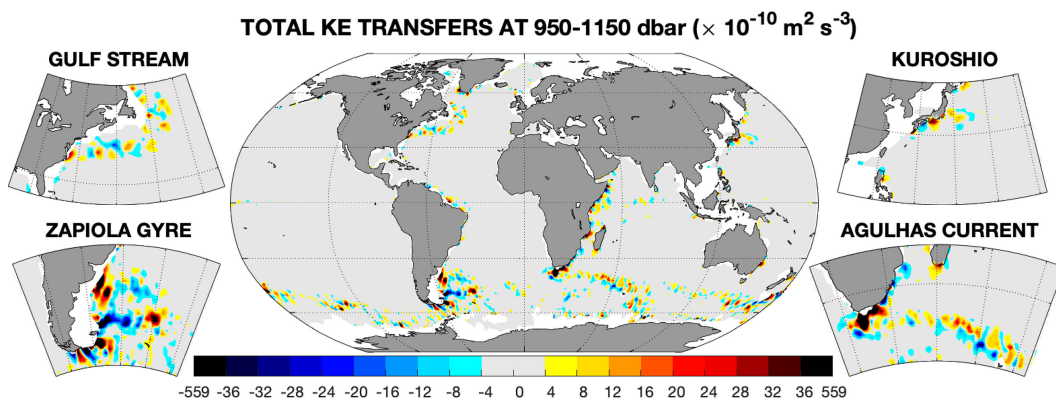 TOTAL KE TRANSFERS AT 950-1150 dbar (× 10⁻¹⁰ m² s⁻³)
GULF STREAM
KUROSHIO
ZAPIOLA GYRE
AGULHAS CURRENT
-559 -36 -32 -28 -24 -20 -16 -12 -8 -4 0 4 8 12 16 20 24 28 32 36 559